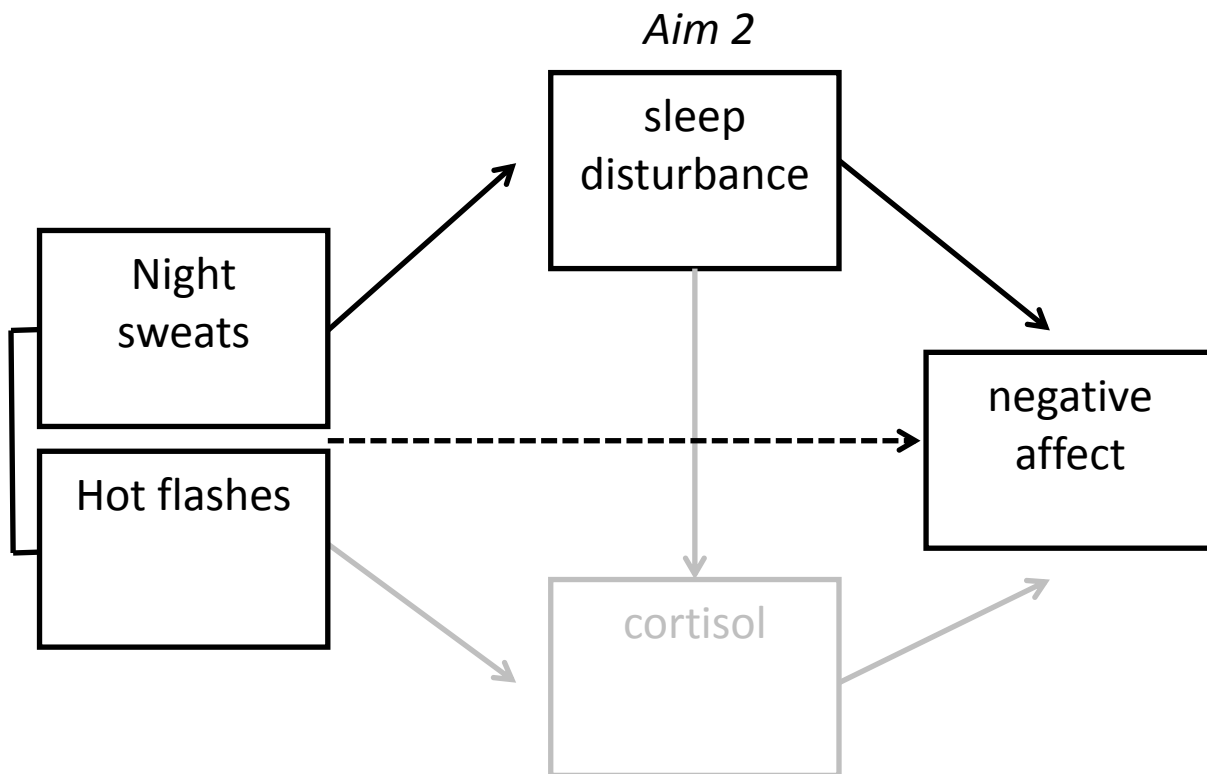 Aim 2
sleep
disturbance
Night
sweats
negative
affect
Hot flashes
cortisol